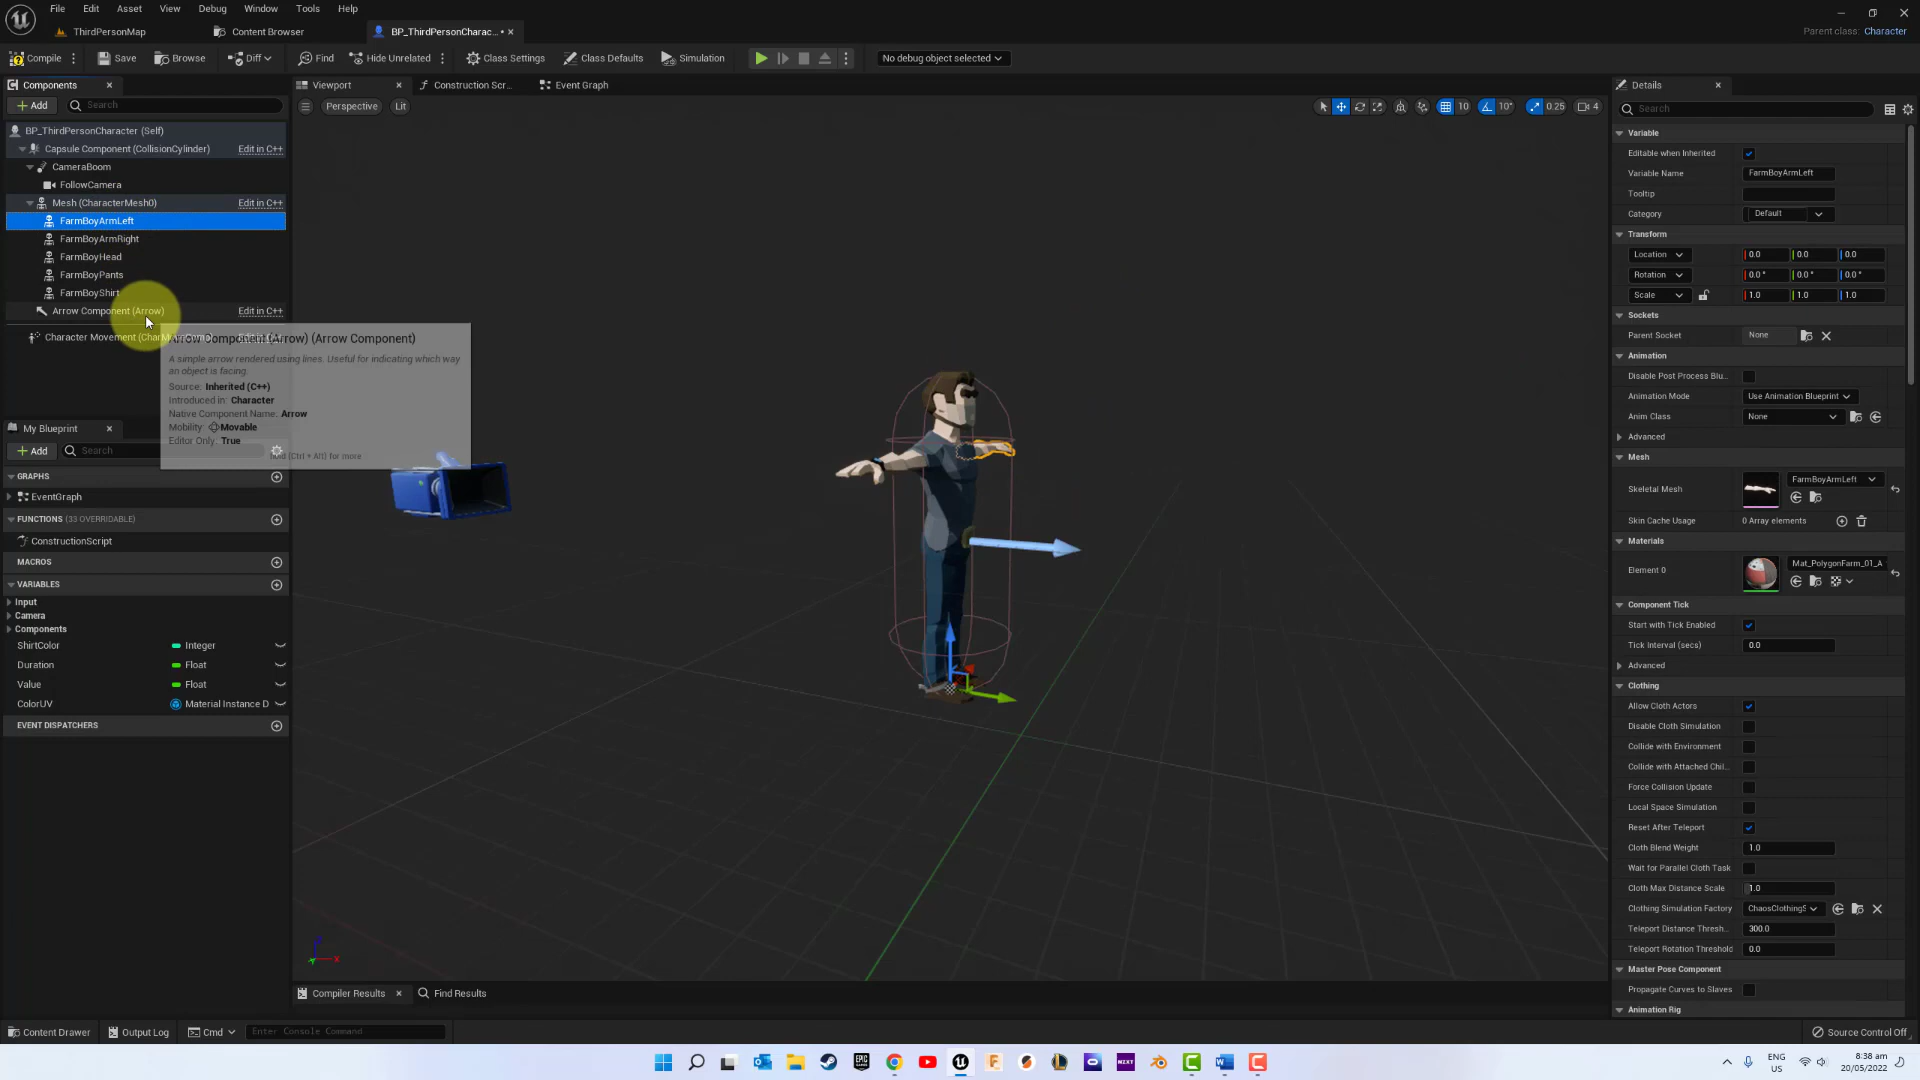 File Edit Asset View Debug Window Tools Help
ThirdPersonMap Content Browser BP_ThirdPersonCharac... •
Parent class: Character
Compile Save Browse Diff Find Hide Unrelated Class Settings Class Defaults Simulation No debug object selected
Components Viewport Construction Scr... Event Graph Details
Add Search Perspective Lit 10 10° 0.25 4 Search
BP_ThirdPersonCharacter (Self)
Capsule Component (CollisionCylinder) Edit in C++
CameraBoom
FollowCamera
Mesh (CharacterMesh0) Edit in C++
FarmBoyArmLeft
FarmBoyArmRight
FarmBoyHead
FarmBoyPants
FarmBoyShirt
Arrow Component (Arrow) Edit in C++
Arrow Component (Arrow) (Arrow Component)
A simple arrow rendered using lines. Useful for indicating which way
an object is facing.
Source: Inherited (C++)
Introduced in: Character
Native Component Name: Arrow
Mobility: Movable
Editor Only: True
hold (Ctrl + Alt) for more
My Blueprint
Add Search
GRAPHS
EventGraph
FUNCTIONS (33 OVERRIDABLE)
ConstructionScript
MACROS
VARIABLES
Input
Camera
Components
ShirtColor Integer
Duration Float
Value Float
ColorUV Material Instance D
EVENT DISPATCHERS
Variable
Editable when Inherited
Variable Name FarmBoyArmLeft
Tooltip
Category Default
Transform
Location 0.0 0.0 0.0
Rotation 0.0 ° 0.0 ° 0.0 °
Scale 1.0 1.0 1.0
Sockets
Parent Socket None
Animation
Disable Post Process Blu...
Animation Mode Use Animation Blueprint
Anim Class None
Advanced
Mesh
Skeletal Mesh FarmBoyArmLeft
Skin Cache Usage 0 Array elements
Materials
Element 0 Mat_PolygonFarm_01_A
Component Tick
Start with Tick Enabled
Tick Interval (secs) 0.0
Advanced
Clothing
Allow Cloth Actors
Disable Cloth Simulation
Collide with Environment
Collide with Attached Chil...
Force Collision Update
Local Space Simulation
Reset After Teleport
Cloth Blend Weight 1.0
Wait for Parallel Cloth Task
Cloth Max Distance Scale 1.0
Clothing Simulation Factory ChaosClothingS
Teleport Distance Thresh... 300.0
Teleport Rotation Threshold 0.0
Master Pose Component
Propagate Curves to Slaves
Animation Rig
Compiler Results Find Results
Content Drawer Output Log Cmd Enter Console Command Source Control Off
ENG
US
8:38 am
20/05/2022